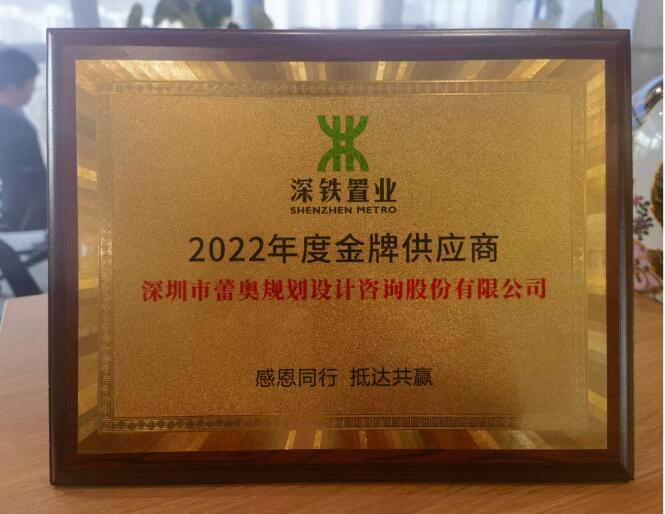 深铁置业
SHENZHEN METRO
2022年度金牌供应商
深圳市蕾奥规划设计咨询股份有限公司
感恩同行 抵达共赢